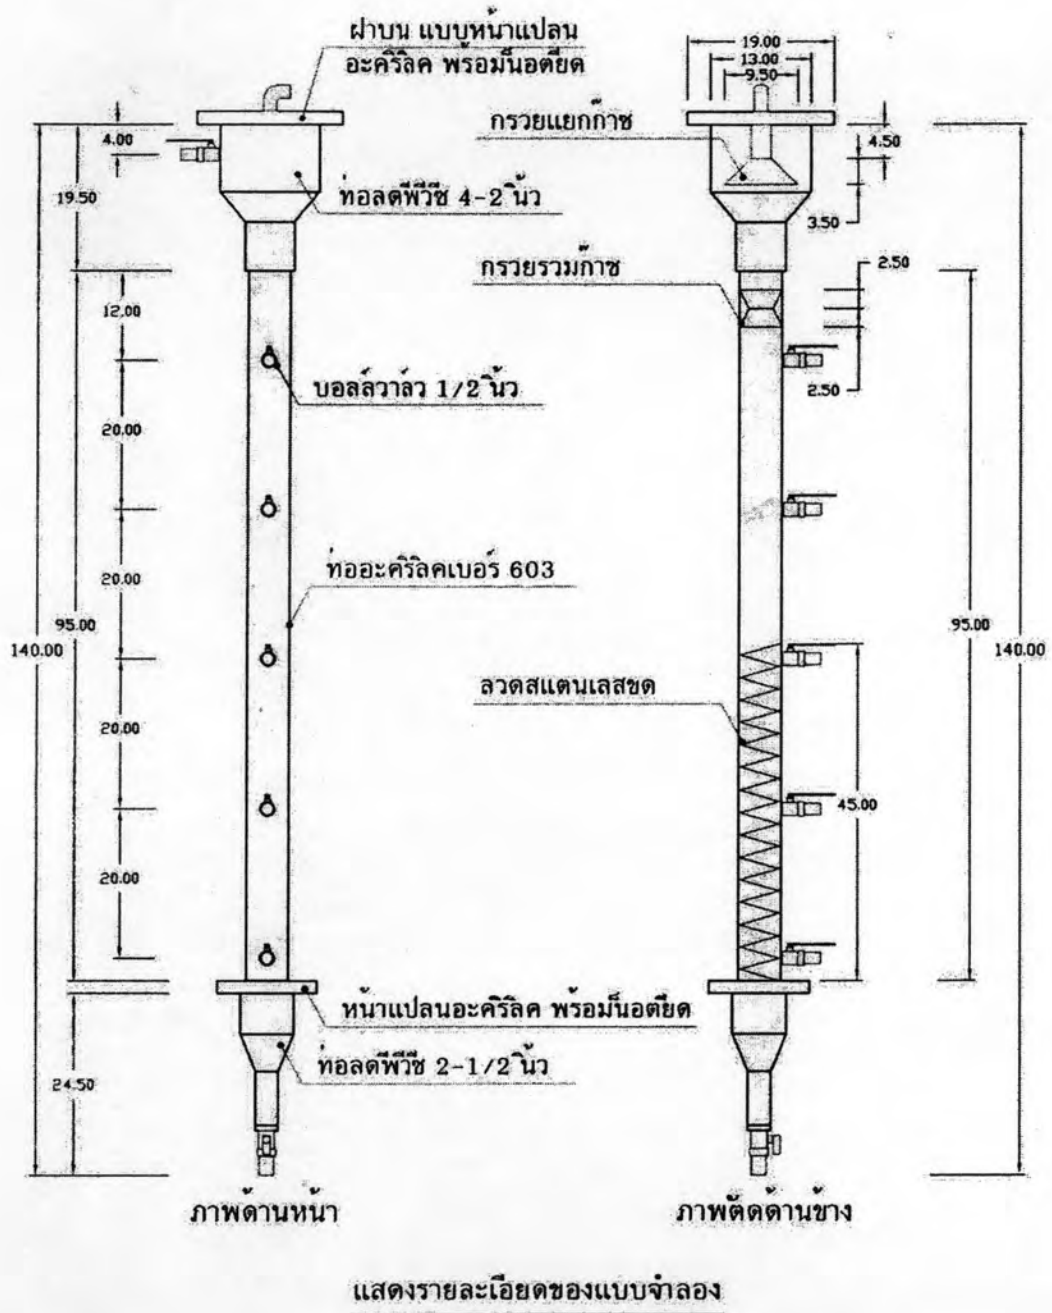 ฝาบน แบบหน้าแปลน
อะคริลิค พร้อมน็อตยึด
19.00
13.00
9.50
4.00
กรวยแยกก๊าซ
4.50
19.50
ท่อลดพีวีซี 4-2 นิ้ว
3.50
กรวยรวมก๊าซ
2.50
12.00
บอลล์วาล์ว 1/2 นิ้ว
2.50
20.00
20.00
ท่ออะคริลิคเบอร์ 603
95.00
140.00
95.00
140.00
ลวดสแตนเลสขด
20.00
45.00
20.00
หน้าแปลนอะคริลิค พร้อมน็อตยึด
ท่อลดพีวีซี 2-1/2 นิ้ว
24.50
ภาพด้านหน้า
ภาพตัดด้านข้าง
แสดงรายละเอียดของแบบจำลอง